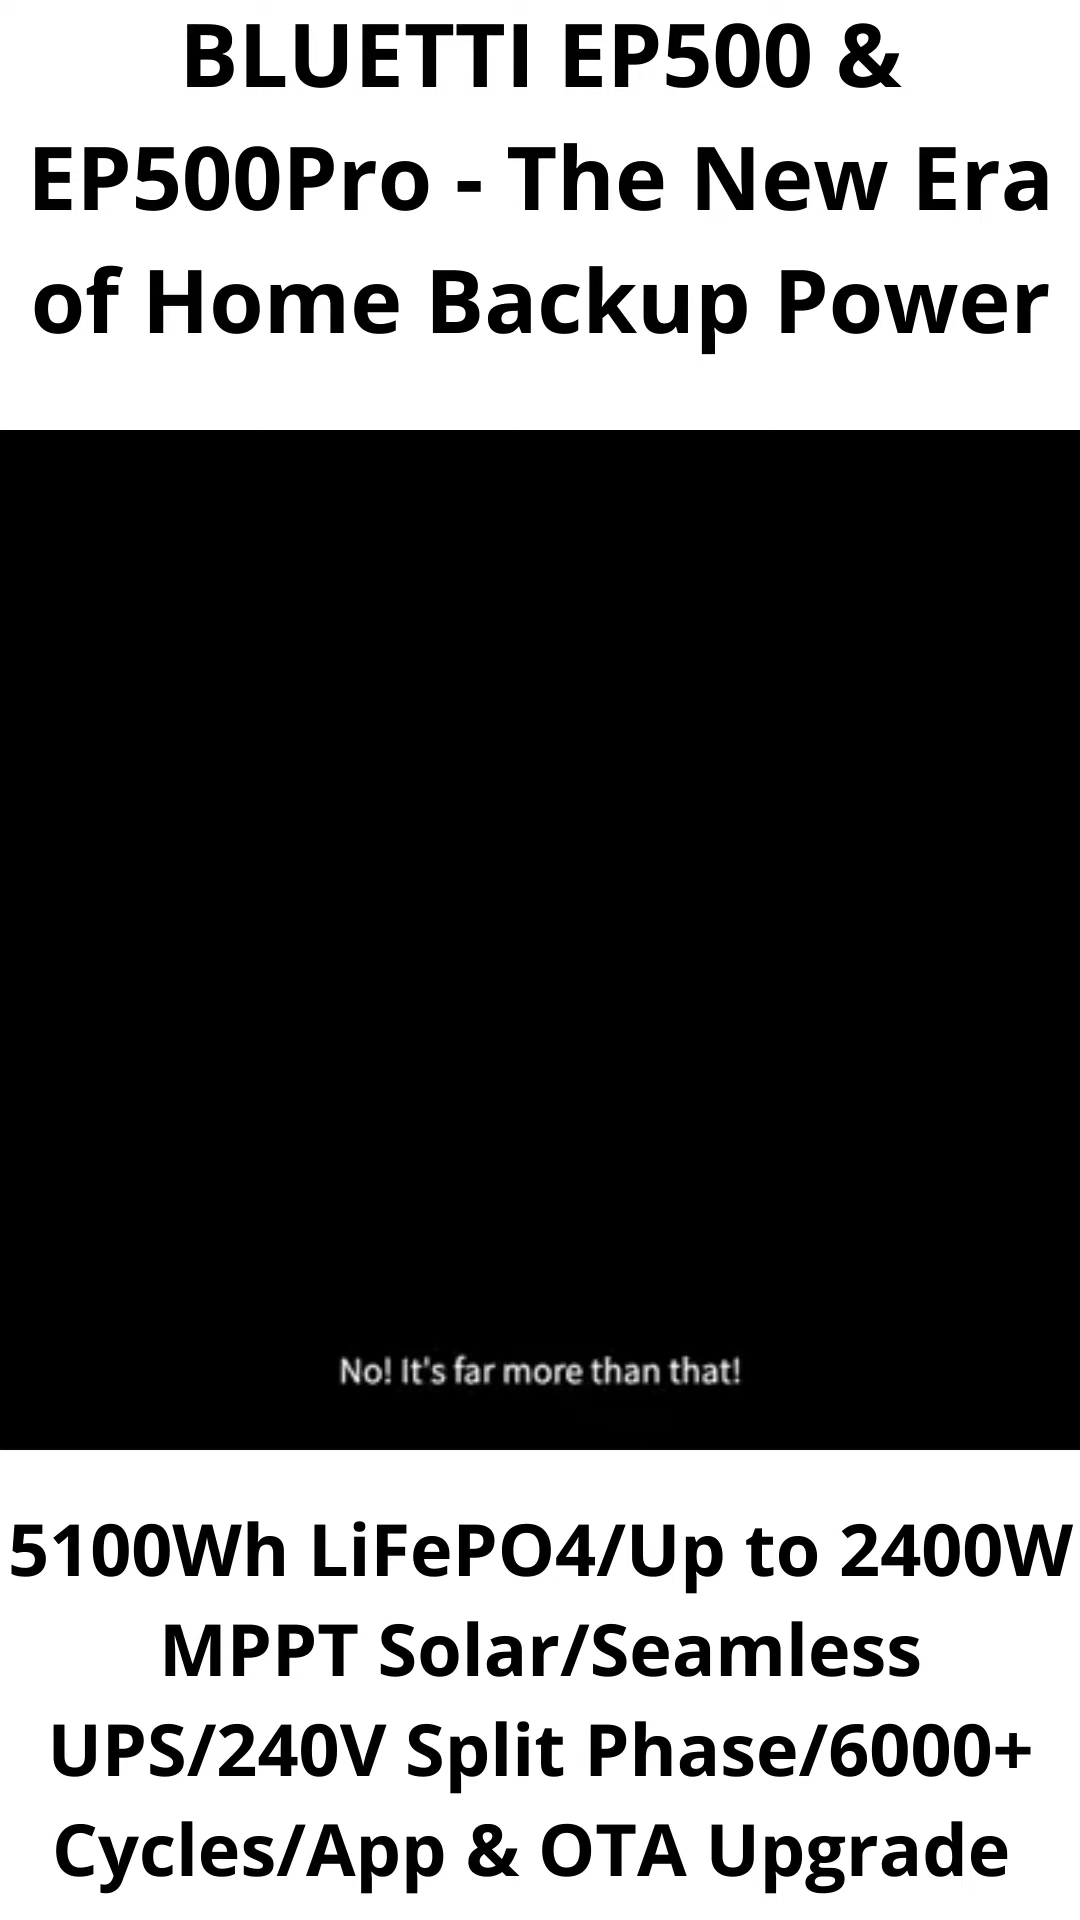 BLUETTI EP500 &
EP500Pro - The New Era
of Home Backup Power
No! It's far more than that!
5100Wh LiFePO4/Up to 2400W
MPPT Solar/Seamless
UPS/240V Split Phase/6000+
Cycles/App & OTA Upgrade